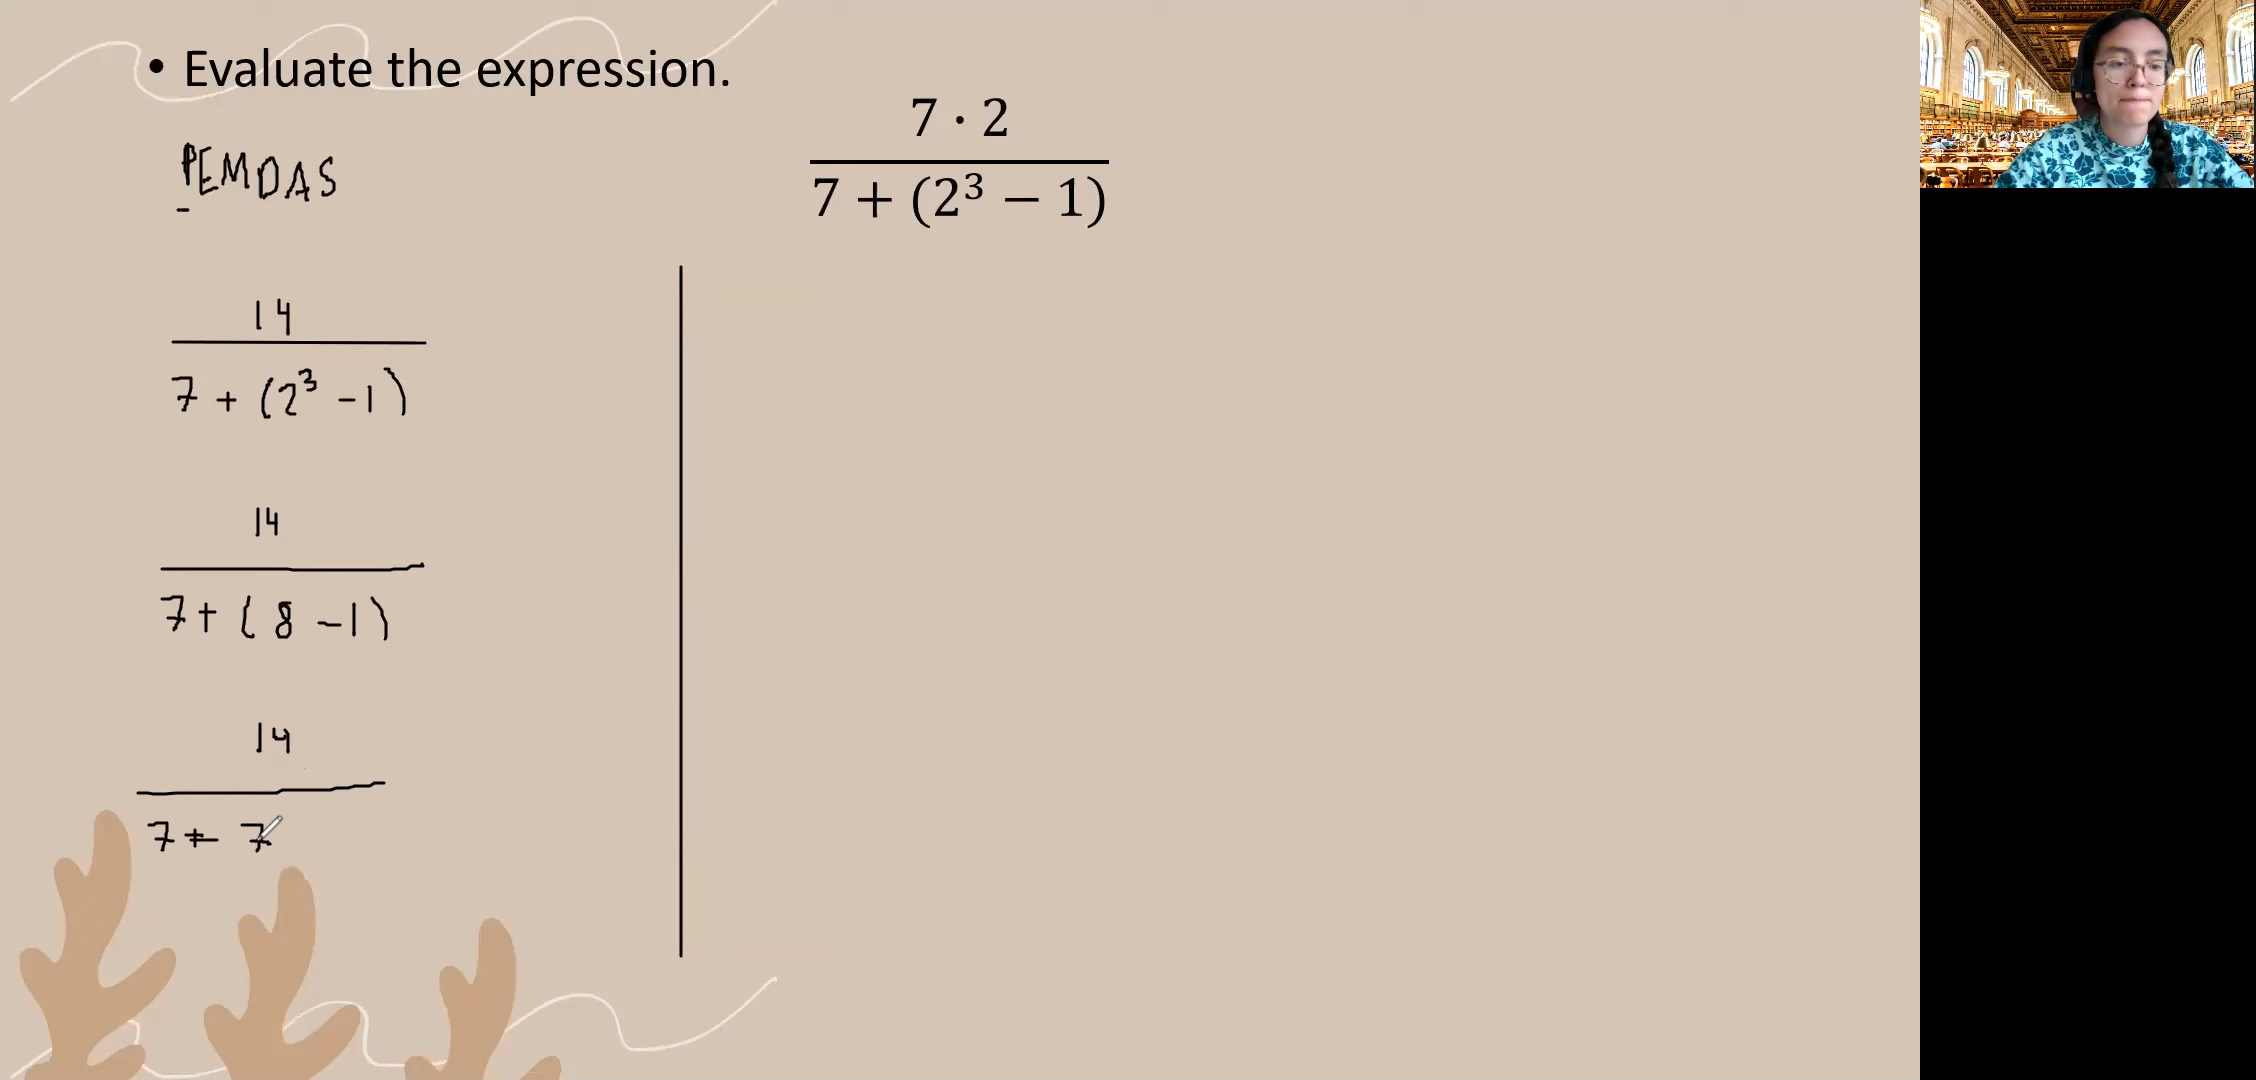 • Evaluate the expression.
7 · 2
7 + (2³ − 1)
PEMDAS
14
7 + (2³ − 1)
14
7 + (8 − 1)
14
7 + 7